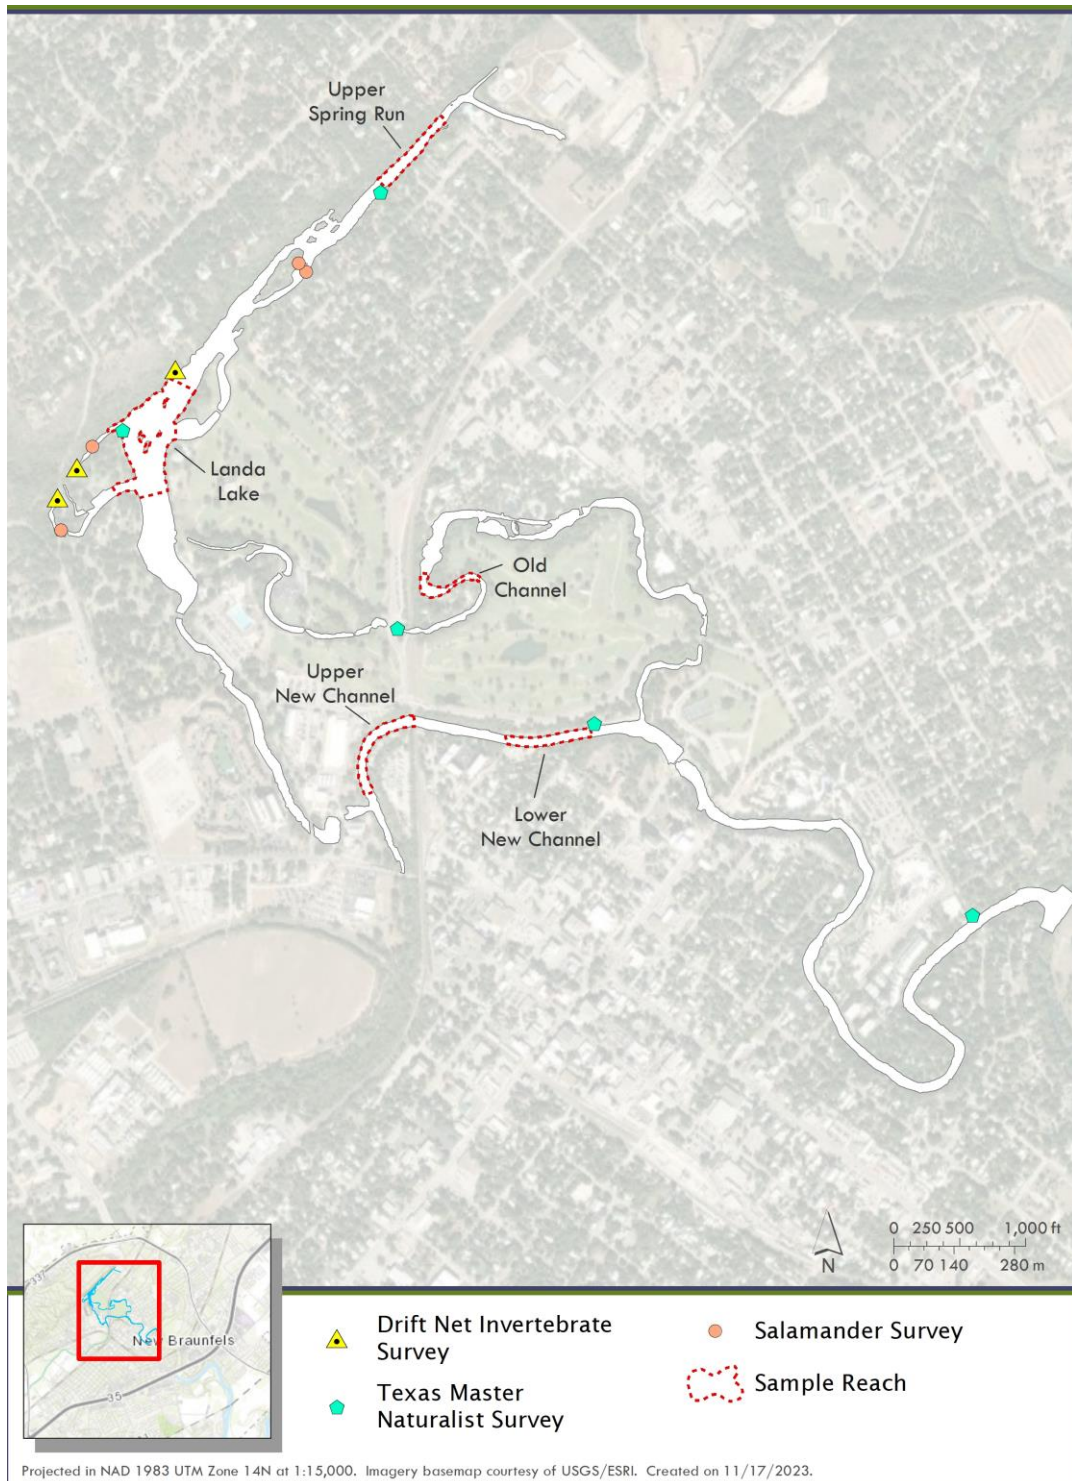 Upper
Spring Run
Landa
Lake
Old
Channel
Upper
New Channel
Lower
New Channel
0 250 500 1,000 ft
0 70 140 280 m
N
337
New Braunfels
35
Drift Net Invertebrate
Survey
Texas Master
Naturalist Survey
Salamander Survey
Sample Reach
Projected in NAD 1983 UTM Zone 14N at 1:15,000. Imagery basemap courtesy of USGS/ESRI. Created on 11/17/2023.